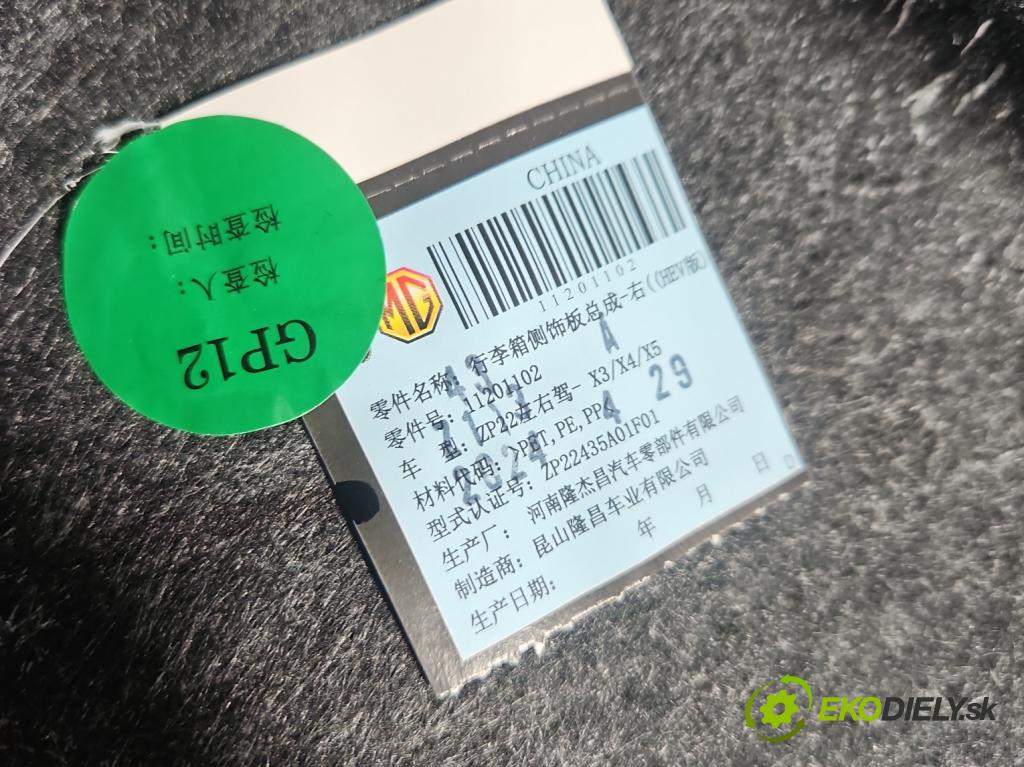 CHINA
11201102
MG
零件名称：行李箱侧饰板总成-右((HEV版)
零件号：11201102
车 型：ZP22左右驾- X3/X4/X5
材料代码：>PET,PE,PP<
型式认证号：ZP22435A01F01
生产厂： 河南隆杰昌汽车零部件有限公司
制造商：昆山隆昌车业有限公司
生产日期： 年 月 日
A
2024 4 29
GP12
检查人：
检查时间：
EKODIELY.sk